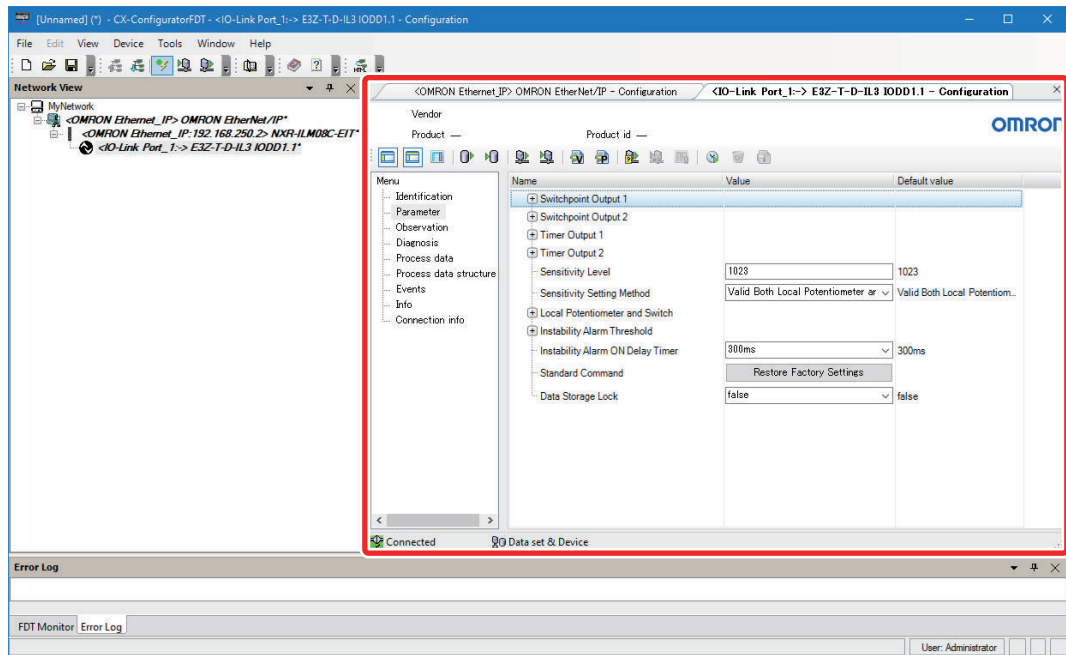 [Unnamed] (*) - CX-ConfiguratorFDT - <IO-Link Port_1:-> E3Z-T-D-IL3 IODD1.1 - Configuration
File Edit View Device Tools Window Help
Network View
MyNetwork
<OMRON Ethernet_IP> OMRON EtherNet/IP*
<OMRON Ethernet_IP:192.168.250.2> NXR-ILM08C-EIT*
<IO-Link Port_1:-> E3Z-T-D-IL3 IODD1.1*
<OMRON Ethernet_IP> OMRON EtherNet/IP - Configuration
<IO-Link Port_1:-> E3Z-T-D-IL3 IODD1.1 - Configuration
Vendor
Product —
Product id —
OMROr
Menu
Identification
Parameter
Observation
Diagnosis
Process data
Process data structure
Events
Info
Connection info
Name Value Default value
Switchpoint Output 1
Switchpoint Output 2
Timer Output 1
Timer Output 2
Sensitivity Level 1023 1023
Sensitivity Setting Method Valid Both Local Potentiometer ar Valid Both Local Potentiom...
Local Potentiometer and Switch
Instability Alarm Threshold
Instability Alarm ON Delay Timer 300ms 300ms
Standard Command Restore Factory Settings
Data Storage Lock false false
Connected
Data set & Device
Error Log
FDT Monitor Error Log
User: Administrator